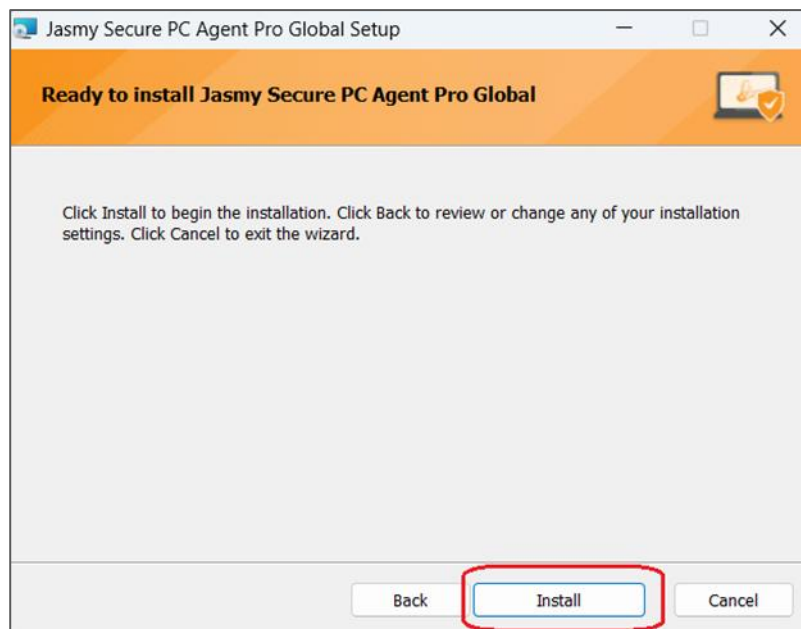 Jasmy Secure PC Agent Pro Global Setup
Ready to install Jasmy Secure PC Agent Pro Global
Click Install to begin the installation. Click Back to review or change any of your installation
settings. Click Cancel to exit the wizard.
Back Install Cancel